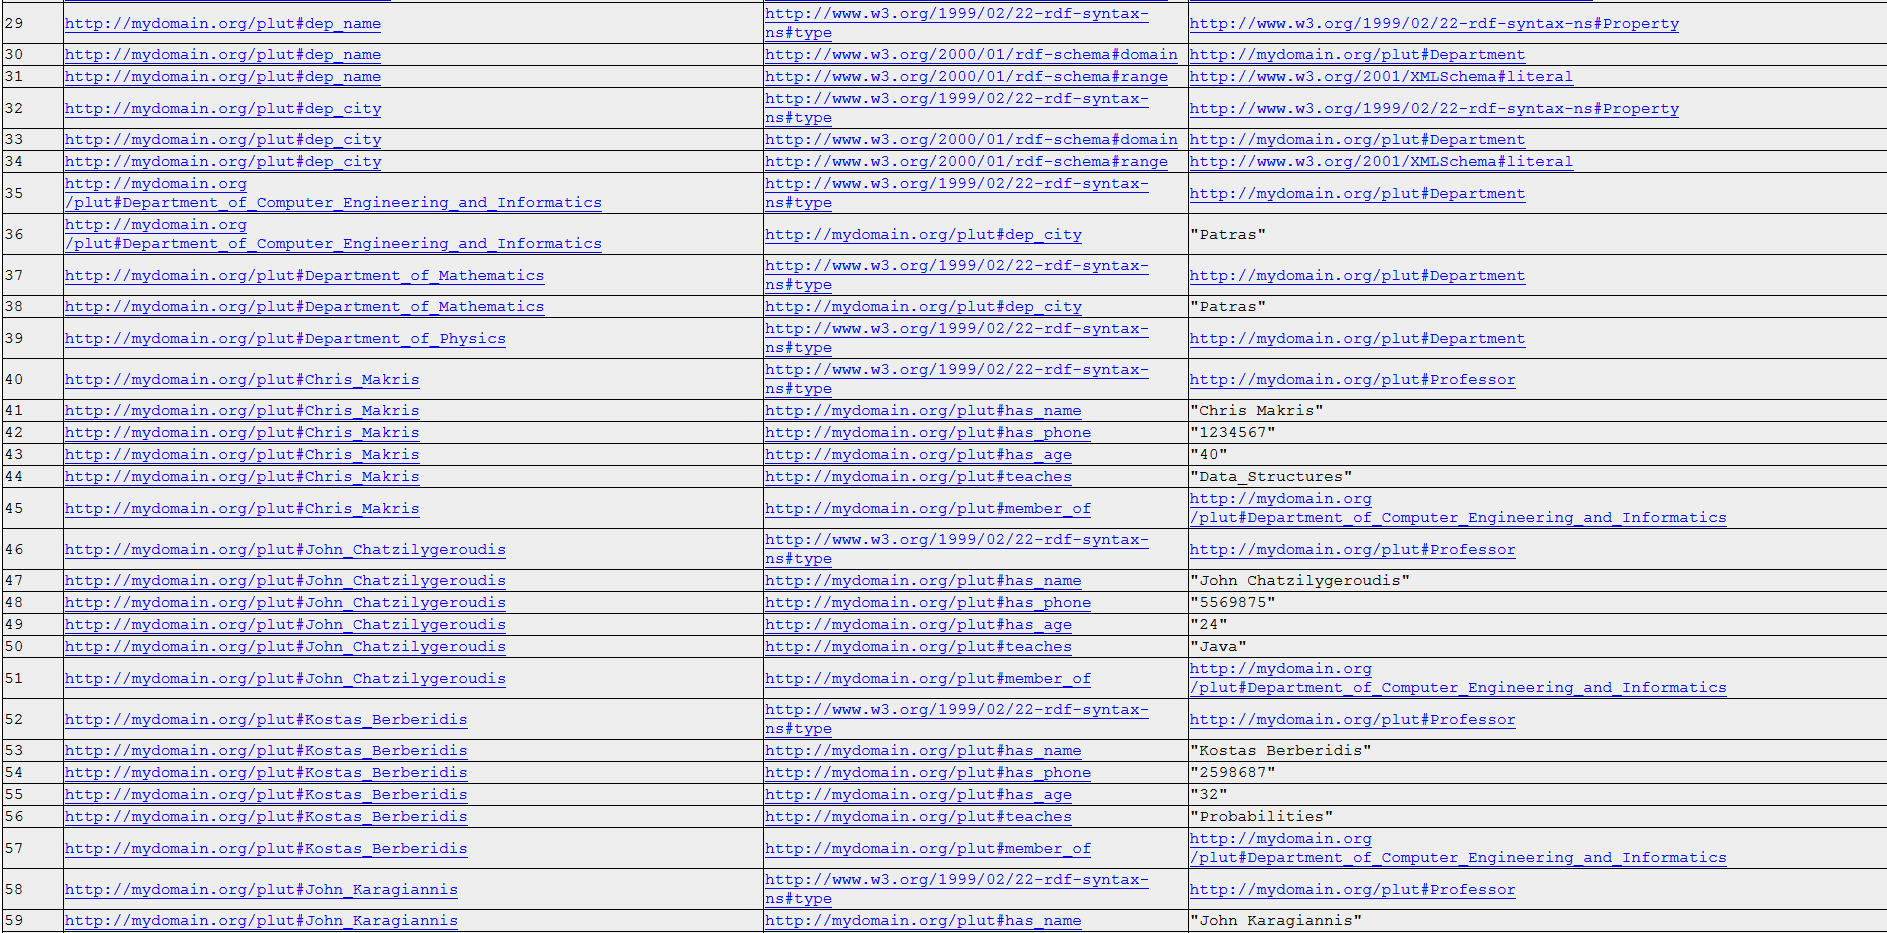 29 http://mydomain.org/plut#dep_name http://www.w3.org/1999/02/22-rdf-syntax-
ns#type http://www.w3.org/1999/02/22-rdf-syntax-ns#Property
30 http://mydomain.org/plut#dep_name http://www.w3.org/2000/01/rdf-schema#domain http://mydomain.org/plut#Department
31 http://mydomain.org/plut#dep_name http://www.w3.org/2000/01/rdf-schema#range http://www.w3.org/2001/XMLSchema#literal
32 http://mydomain.org/plut#dep_city http://www.w3.org/1999/02/22-rdf-syntax-
ns#type http://www.w3.org/1999/02/22-rdf-syntax-ns#Property
33 http://mydomain.org/plut#dep_city http://www.w3.org/2000/01/rdf-schema#domain http://mydomain.org/plut#Department
34 http://mydomain.org/plut#dep_city http://www.w3.org/2000/01/rdf-schema#range http://www.w3.org/2001/XMLSchema#literal
35 http://mydomain.org
/plut#Department_of_Computer_Engineering_and_Informatics http://www.w3.org/1999/02/22-rdf-syntax-
ns#type http://mydomain.org/plut#Department
36 http://mydomain.org
/plut#Department_of_Computer_Engineering_and_Informatics http://mydomain.org/plut#dep_city "Patras"
37 http://mydomain.org/plut#Department_of_Mathematics http://www.w3.org/1999/02/22-rdf-syntax-
ns#type http://mydomain.org/plut#Department
38 http://mydomain.org/plut#Department_of_Mathematics http://mydomain.org/plut#dep_city "Patras"
39 http://mydomain.org/plut#Department_of_Physics http://www.w3.org/1999/02/22-rdf-syntax-
ns#type http://mydomain.org/plut#Department
40 http://mydomain.org/plut#Chris_Makris http://www.w3.org/1999/02/22-rdf-syntax-
ns#type http://mydomain.org/plut#Professor
41 http://mydomain.org/plut#Chris_Makris http://mydomain.org/plut#has_name "Chris Makris"
42 http://mydomain.org/plut#Chris_Makris http://mydomain.org/plut#has_phone "1234567"
43 http://mydomain.org/plut#Chris_Makris http://mydomain.org/plut#has_age "40"
44 http://mydomain.org/plut#Chris_Makris http://mydomain.org/plut#teaches "Data_Structures"
45 http://mydomain.org/plut#Chris_Makris http://mydomain.org/plut#member_of http://mydomain.org
/plut#Department_of_Computer_Engineering_and_Informatics
46 http://mydomain.org/plut#John_Chatzilygeroudis http://www.w3.org/1999/02/22-rdf-syntax-
ns#type http://mydomain.org/plut#Professor
47 http://mydomain.org/plut#John_Chatzilygeroudis http://mydomain.org/plut#has_name "John Chatzilygeroudis"
48 http://mydomain.org/plut#John_Chatzilygeroudis http://mydomain.org/plut#has_phone "5569875"
49 http://mydomain.org/plut#John_Chatzilygeroudis http://mydomain.org/plut#has_age "24"
50 http://mydomain.org/plut#John_Chatzilygeroudis http://mydomain.org/plut#teaches "Java"
51 http://mydomain.org/plut#John_Chatzilygeroudis http://mydomain.org/plut#member_of http://mydomain.org
/plut#Department_of_Computer_Engineering_and_Informatics
52 http://mydomain.org/plut#Kostas_Berberidis http://www.w3.org/1999/02/22-rdf-syntax-
ns#type http://mydomain.org/plut#Professor
53 http://mydomain.org/plut#Kostas_Berberidis http://mydomain.org/plut#has_name "Kostas Berberidis"
54 http://mydomain.org/plut#Kostas_Berberidis http://mydomain.org/plut#has_phone "2598687"
55 http://mydomain.org/plut#Kostas_Berberidis http://mydomain.org/plut#has_age "32"
56 http://mydomain.org/plut#Kostas_Berberidis http://mydomain.org/plut#teaches "Probabilities"
57 http://mydomain.org/plut#Kostas_Berberidis http://mydomain.org/plut#member_of http://mydomain.org
/plut#Department_of_Computer_Engineering_and_Informatics
58 http://mydomain.org/plut#John_Karagiannis http://www.w3.org/1999/02/22-rdf-syntax-
ns#type http://mydomain.org/plut#Professor
59 http://mydomain.org/plut#John_Karagiannis http://mydomain.org/plut#has_name "John Karagiannis"